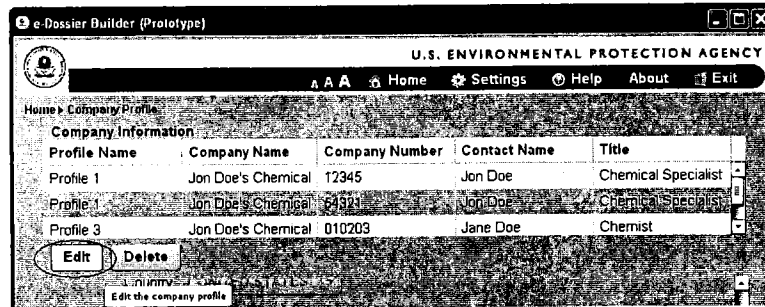 e-Dossier Builder (Prototype)
U.S. ENVIRONMENTAL PROTECTION AGENCY
A A A Home Settings Help About Exit
Home Company Profile
Company Information
Profile Name Company Name Company Number Contact Name Title
Profile 1 Jon Doe's Chemical 12345 Jon Doe Chemical Specialist
Profile 1 Jon Doe's Chemical 54321 Jon Doe Chemical Specialist
Profile 3 Jon Doe's Chemical 010203 Jane Doe Chemist
Edit Delete
Edit the company profile